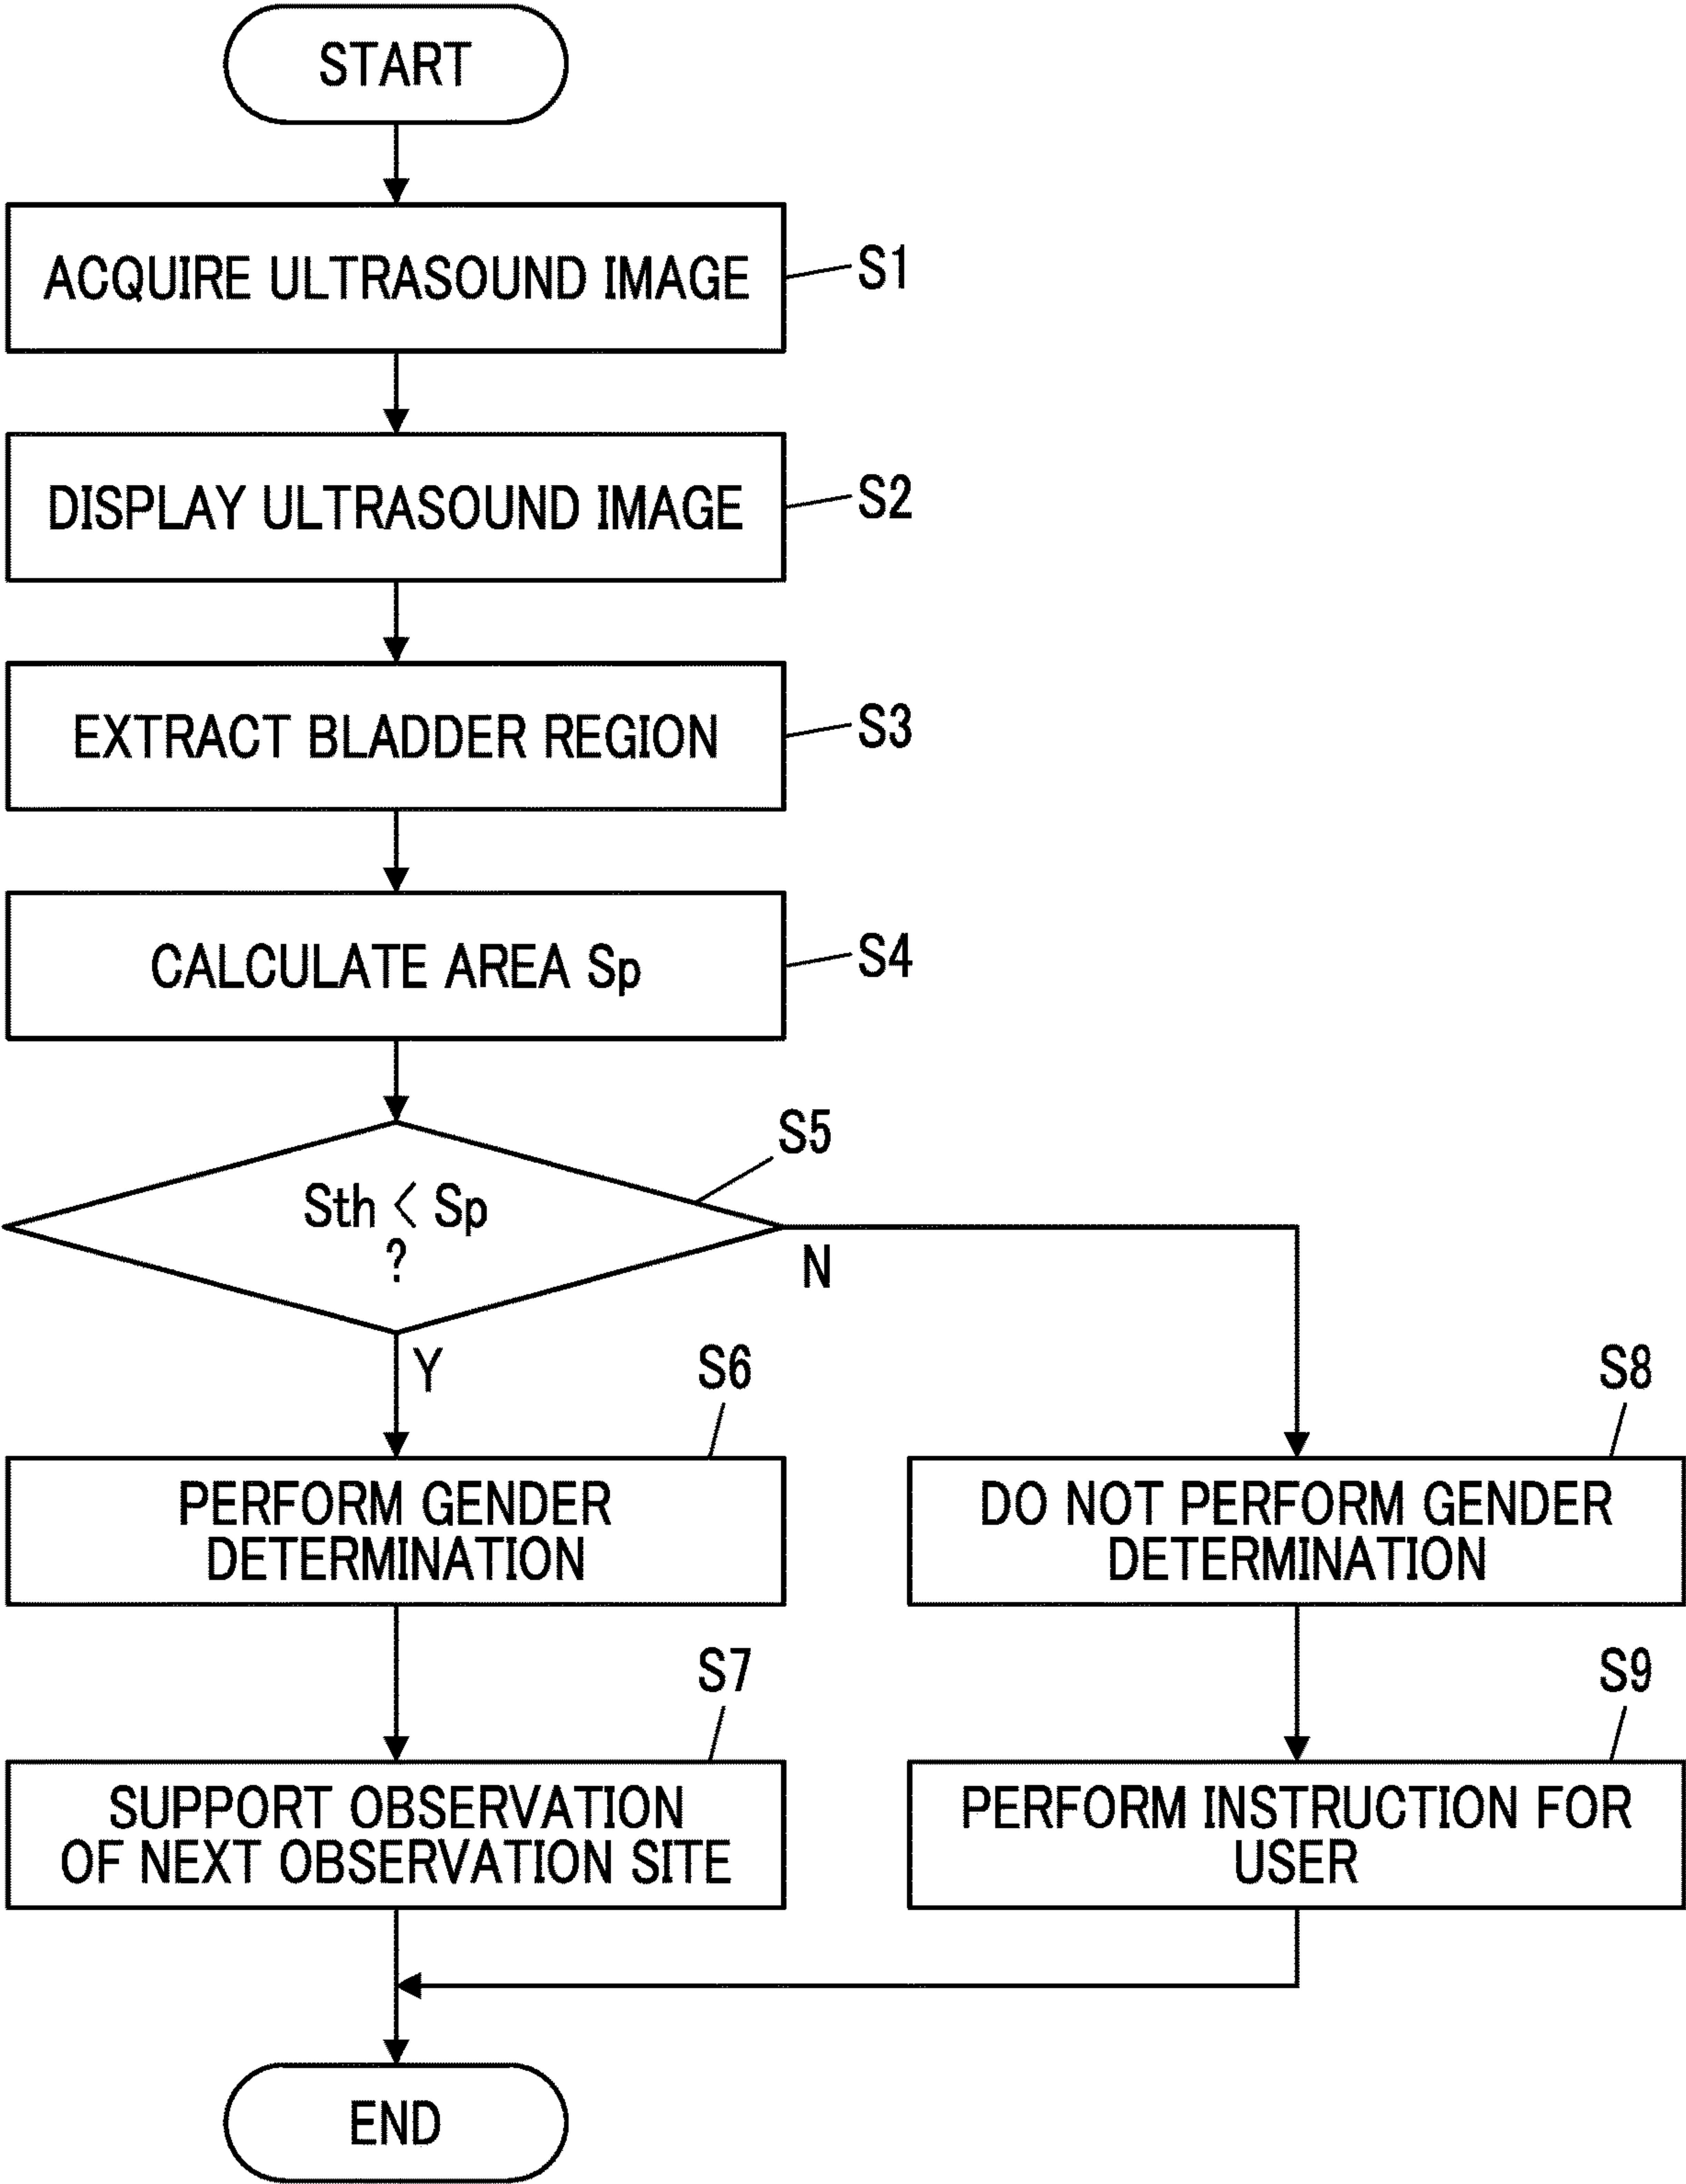 START
ACQUIRE ULTRASOUND IMAGE
S1
DISPLAY ULTRASOUND IMAGE
S2
EXTRACT BLADDER REGION
S3
CALCULATE AREA Sp
S4
S5
Sth < Sp
?
N
Y
S6
PERFORM GENDER
DETERMINATION
S8
DO NOT PERFORM GENDER
DETERMINATION
S7
SUPPORT OBSERVATION
OF NEXT OBSERVATION SITE
S9
PERFORM INSTRUCTION FOR
USER
END